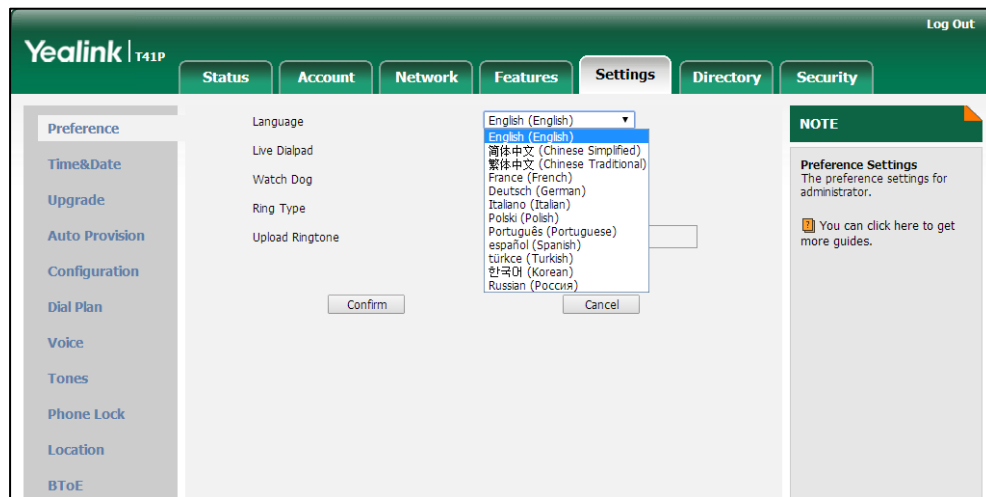 Log Out
Yealink T41P
Status Account Network Features Settings Directory Security
Preference
Time&Date
Upgrade
Auto Provision
Configuration
Dial Plan
Voice
Tones
Phone Lock
Location
BToE
Language English (English)
Live Dialpad
Watch Dog
Ring Type
Upload Ringtone
English (English)
简体中文 (Chinese Simplified)
繁体中文 (Chinese Traditional)
France (French)
Deutsch (German)
Italiano (Italian)
Polski (Polish)
Português (Portuguese)
español (Spanish)
türkce (Turkish)
한국어 (Korean)
Russian (Россия)
Confirm Cancel
NOTE
Preference Settings
The preference settings for
administrator.
You can click here to get
more guides.